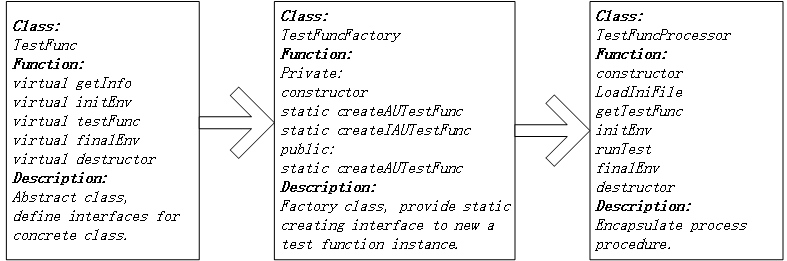 Class:
TestFunc
Function:
virtual getInfo
virtual initEnv
virtual testFunc
virtual finalEnv
virtual destructor
Description:
Abstract class,
define interfaces for
concrete class.
Class:
TestFuncFactory
Function:
Private:
constructor
static createAUTestFunc
static createIAUTestFunc
public:
static createAUTestFunc
Description:
Factory class, provide static
creating interface to new a
test function instance.
Class:
TestFuncProcessor
Function:
constructor
LoadIniFile
getTestFunc
initEnv
runTest
finalEnv
destructor
Description:
Encapsulate process
procedure.